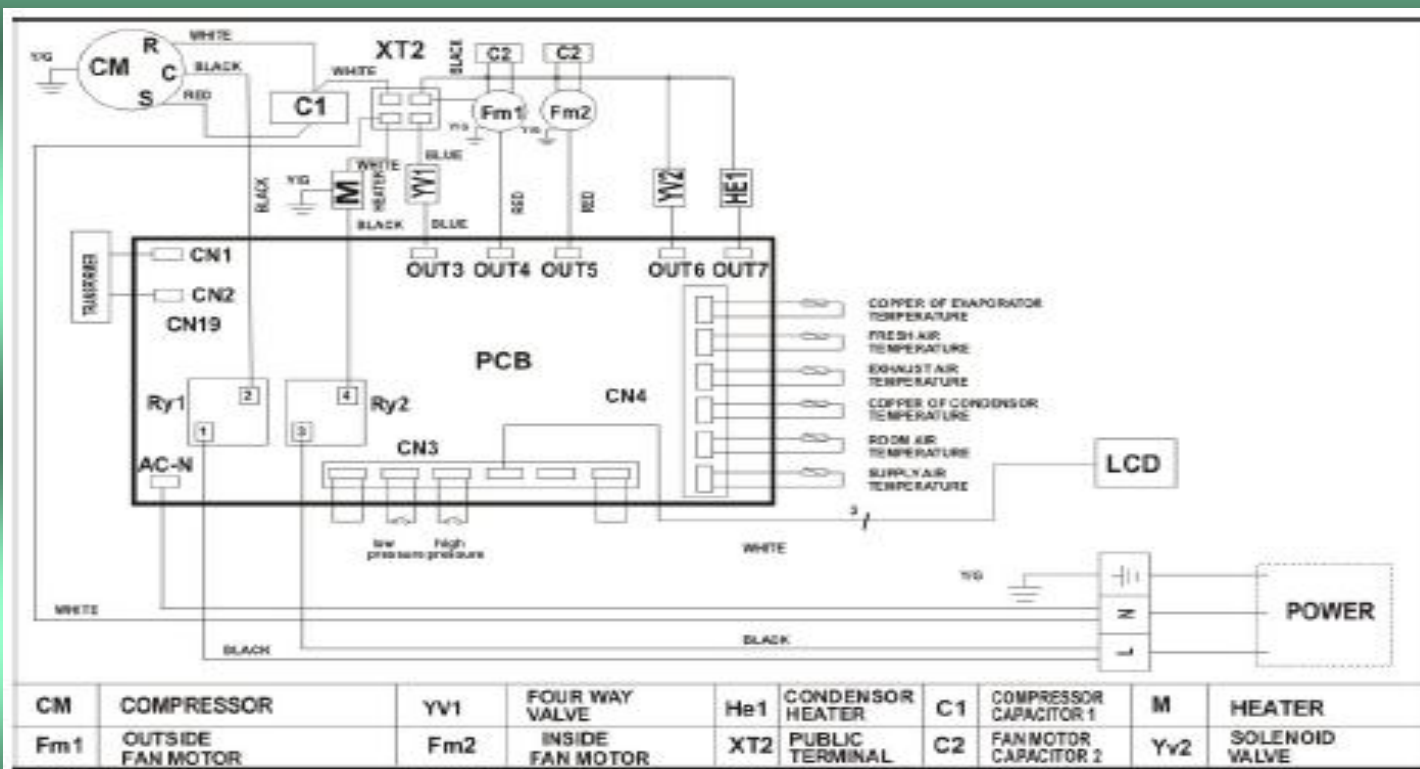 WHITE
Y/G
CM
R
C
S
BLACK
RED
C1
XT2
WHITE
BLACK
C2
C2
Fm1
Fm2
Y/G
Y/G
BLUE
WHITE
Y/G
M
HEATER
YV1
BLACK
RED
RED
YV2
HE1
BLACK
BLUE
TRANSFORMER
CN1
CN2
CN19
OUT3
OUT4
OUT5
OUT6
OUT7
PCB
Ry1
2
1
4
3
Ry2
CN4
CN3
AC-N
COPPER OF EVAPORATOR
TEMPERATURE
FRESH AIR
TEMPERATURE
EXHAUST AIR
TEMPERATURE
COPPER OF CONDENSOR
TEMPERATURE
ROOM AIR
TEMPERATURE
SUPPLY AIR
TEMPERATURE
LCD
low
pressure
high
pressure
3
WHITE
Y/G
N
L
POWER
WHITE
BLACK
BLACK
CM COMPRESSOR YV1 FOUR WAY VALVE He1 CONDENSOR HEATER C1 COMPRESSOR CAPACITOR 1 M HEATER
Fm1 OUTSIDE FAN MOTOR Fm2 INSIDE FAN MOTOR XT2 PUBLIC TERMINAL C2 FAN MOTOR CAPACITOR 2 Yv2 SOLENOID VALVE